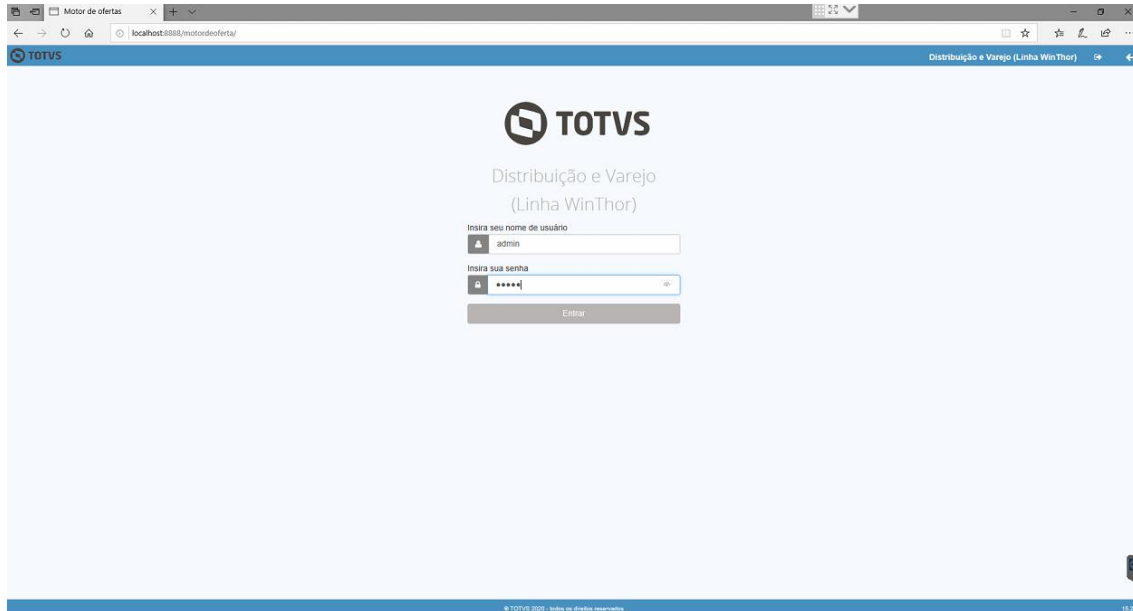 Motor de ofertas
localhost:8888/motordeoferta/
TOTVS
Distribuição e Varejo (Linha WinThor)
TOTVS
Distribuição e Varejo
(Linha WinThor)
Insira seu nome de usuário
admin
Insira sua senha
Entrar
© TOTVS 2020 - todos os direitos reservados